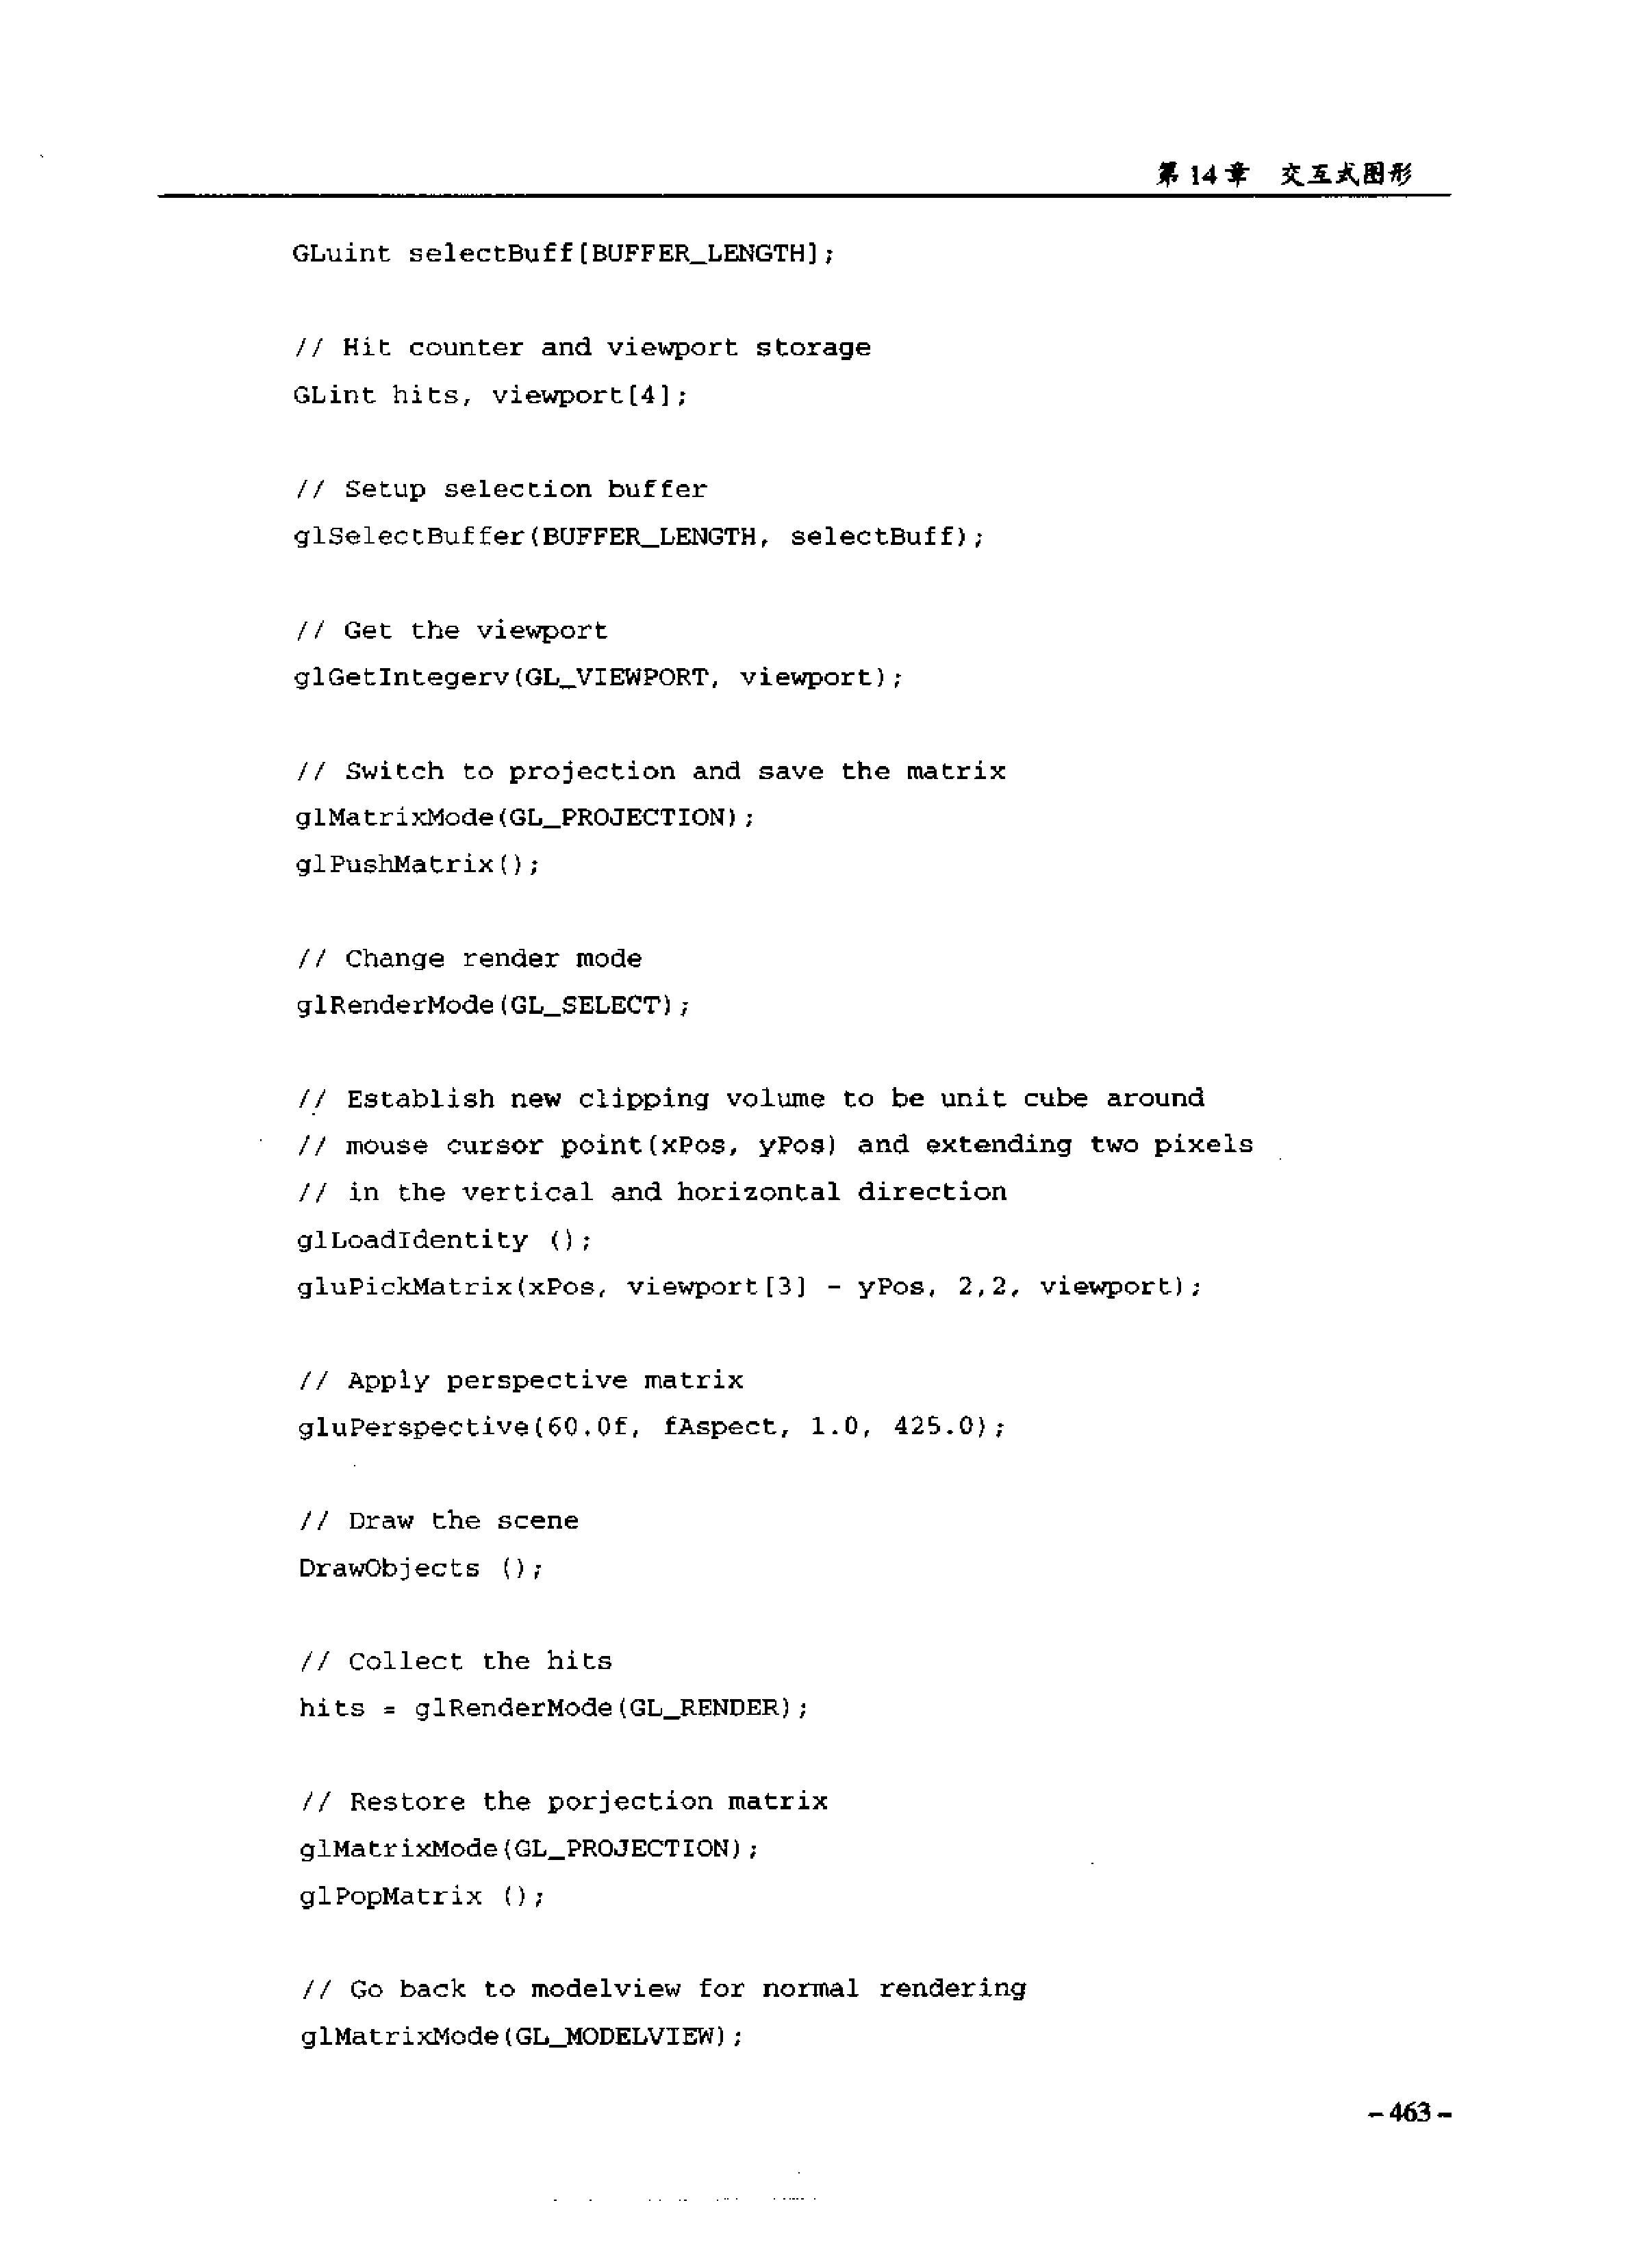 第 14 章 交互式图形
GLuint selectBuff[BUFFER_LENGTH];
// Hit counter and viewport storage
GLint hits, viewport[4];
// Setup selection buffer
glSelectBuffer(BUFFER_LENGTH, selectBuff);
// Get the viewport
glGetIntegerv(GL_VIEWPORT, viewport);
// Switch to projection and save the matrix
glMatrixMode(GL_PROJECTION);
glPushMatrix();
// Change render mode
glRenderMode(GL_SELECT);
// Establish new clipping volume to be unit cube around
// mouse cursor point(xPos, yPos) and extending two pixels
// in the vertical and horizontal direction
glLoadIdentity ();
gluPickMatrix(xPos, viewport[3] - yPos, 2,2, viewport);
// Apply perspective matrix
gluPerspective(60.0f, fAspect, 1.0, 425.0);
// Draw the scene
DrawObjects ();
// Collect the hits
hits = glRenderMode(GL_RENDER);
// Restore the porjection matrix
glMatrixMode(GL_PROJECTION);
glPopMatrix ();
// Go back to modelview for normal rendering
glMatrixMode(GL_MODELVIEW);
- 463 -